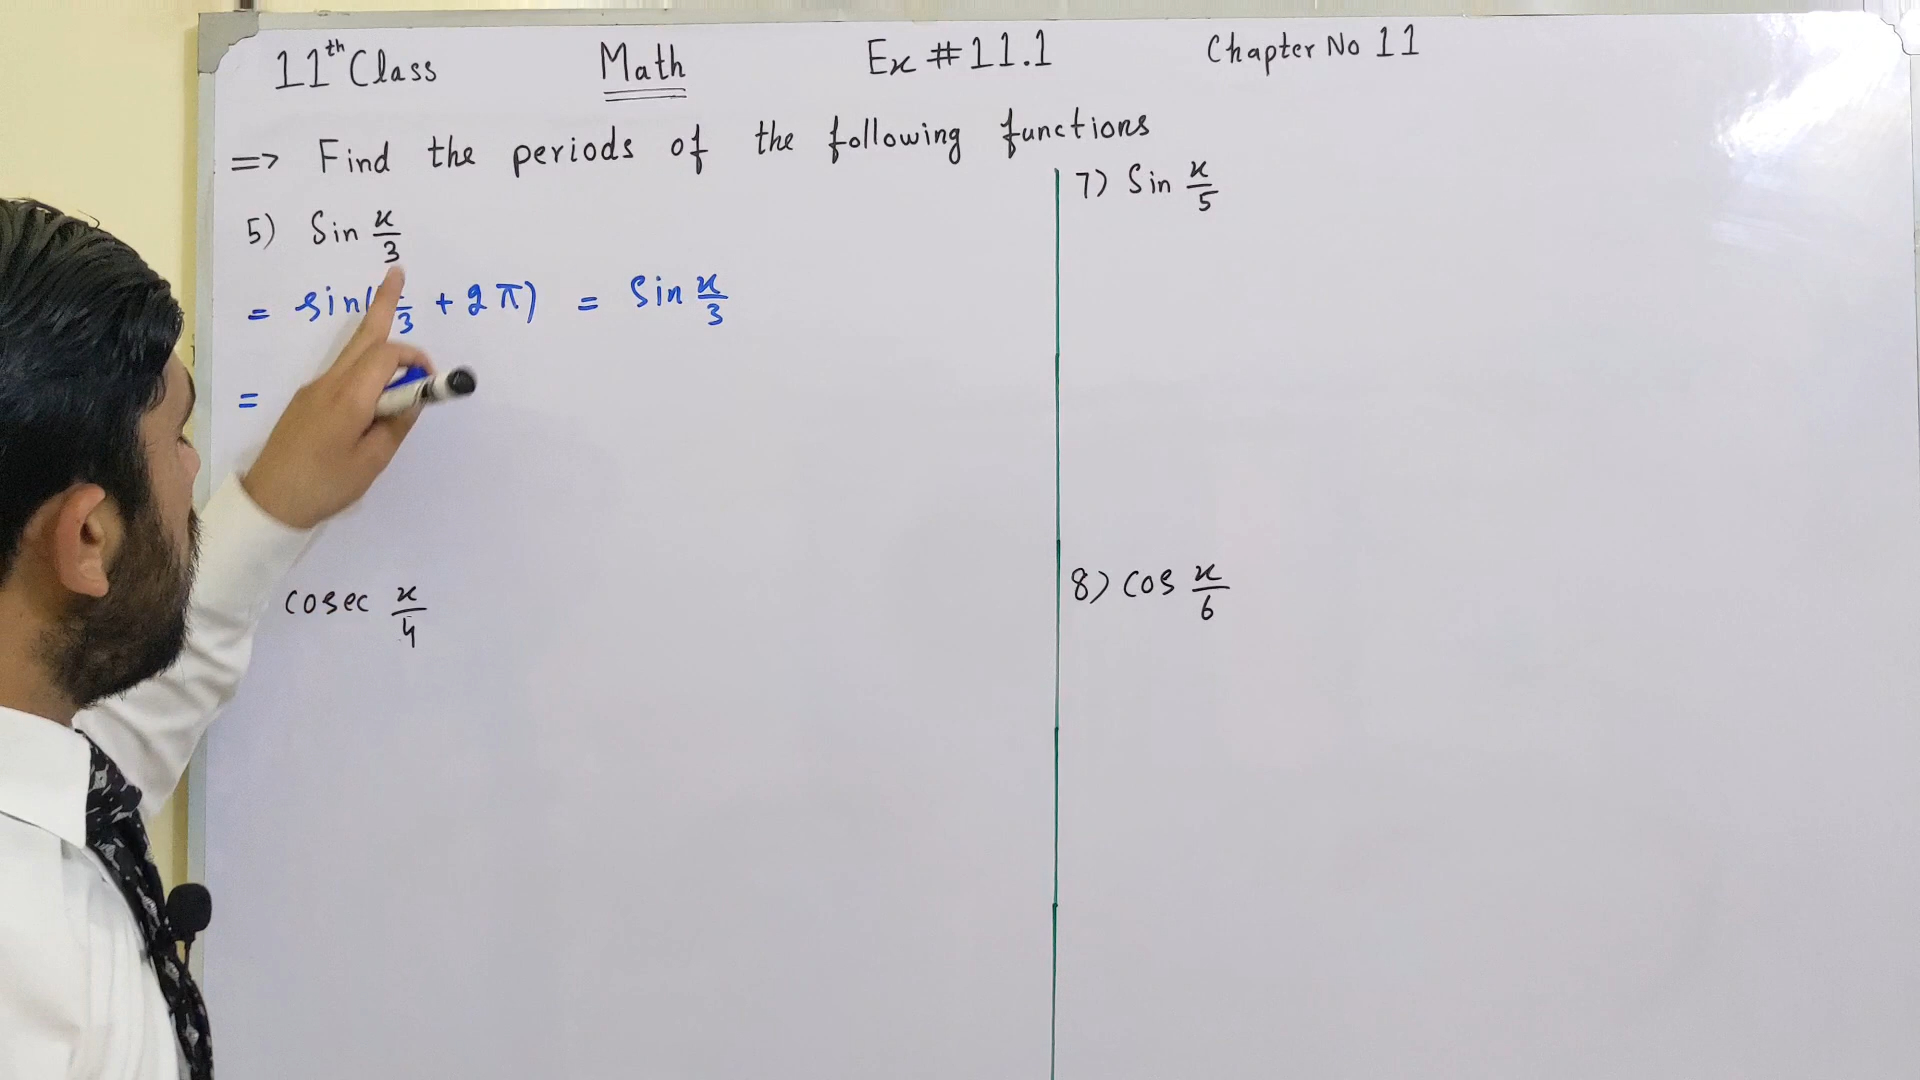 11th Class Math Ex # 11.1 Chapter No 11
=> Find the periods of the following functions
5) Sin x/3
= sin( /3 + 2π) = Sin x/3
=
cosec x/4
7) Sin x/5
8) Cos x/6